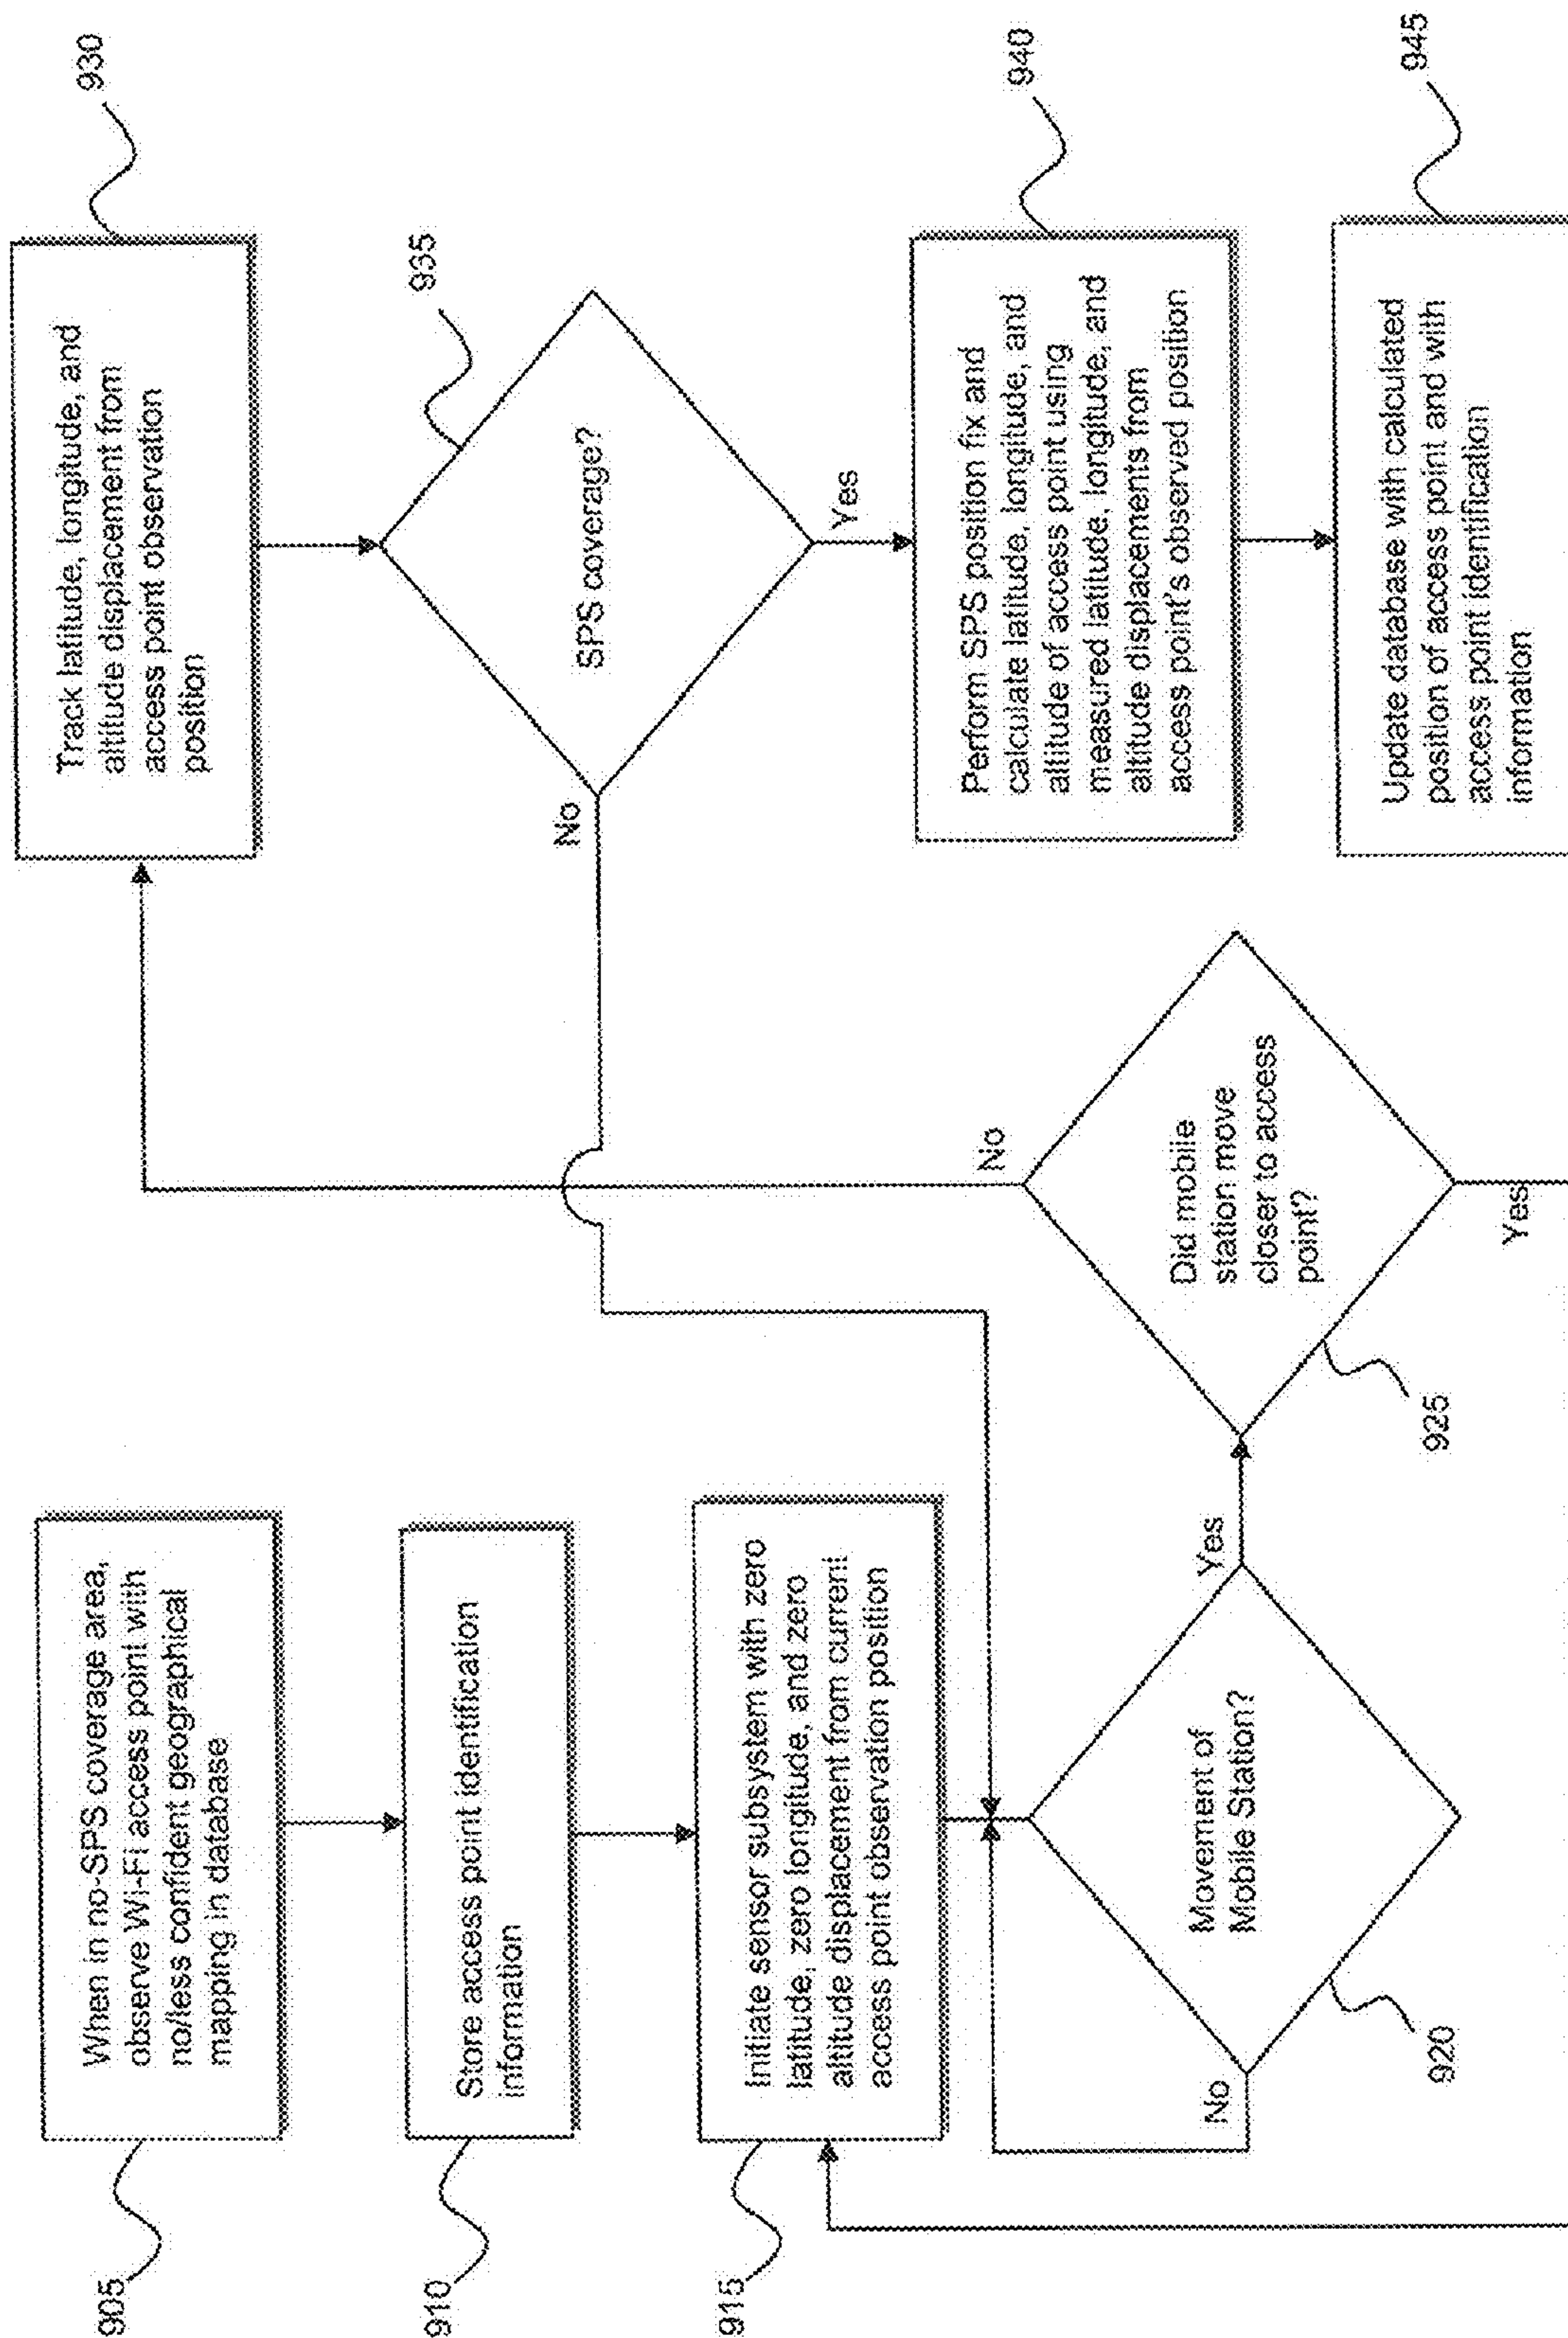 905
When in no-SPS coverage area,
observe Wi-Fi access point with
no/less confident geographical
mapping in database
910
Store access point identification
information
915
Initiate sensor subsystem with zero
latitude, zero longitude, and zero
altitude displacement from current
access point observation position
Movement of
Mobile Station?
920
No
Yes
Did mobile
station move
closer to access
point?
925
No
Yes
930
Track latitude, longitude, and
altitude displacement from
access point observation
position
935
SPS coverage?
No
Yes
940
Perform SPS position fix and
calculate latitude, longitude, and
altitude of access point using
measured latitude, longitude, and
altitude displacements from
access point's observed position
945
Update database with calculated
position of access point and with
access point identification
information